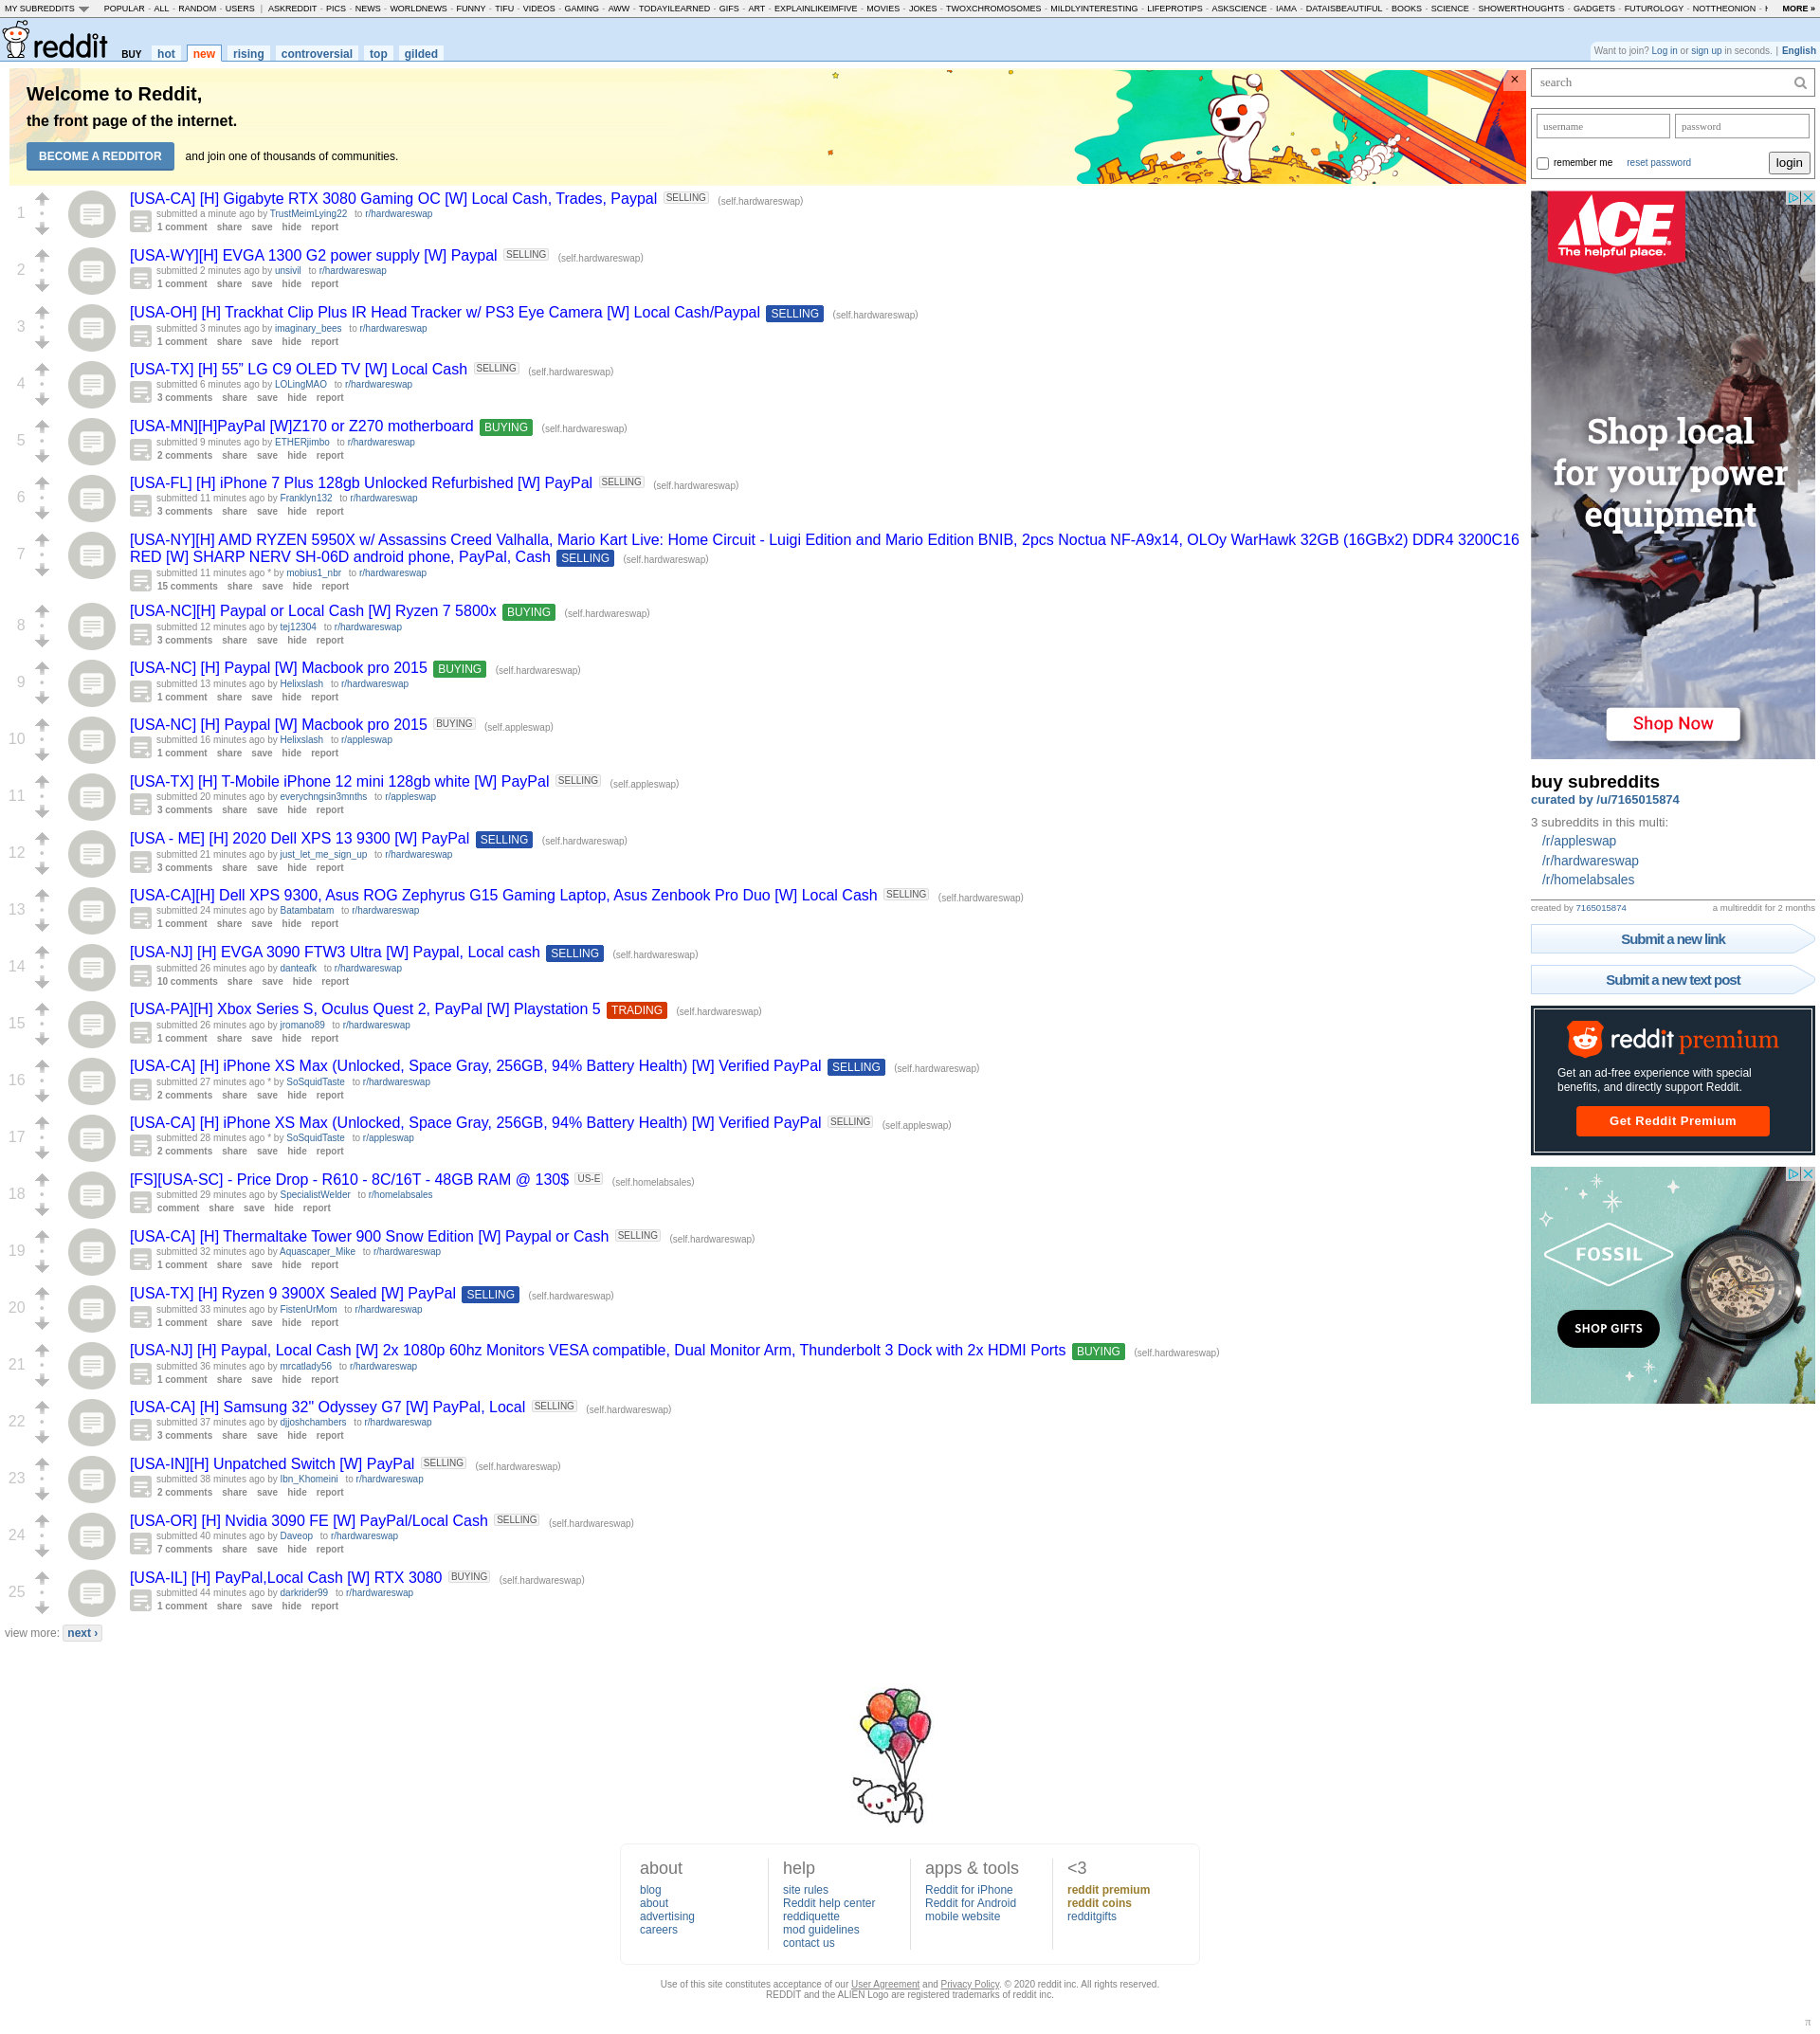 MY SUBREDDITS POPULAR - ALL - RANDOM - USERS | ASKREDDIT - PICS - NEWS - WORLDNEWS - FUNNY - TIFU - VIDEOS - GAMING - AWW - TODAYILEARNED - GIFS - ART - EXPLAINLIKEIMFIVE - MOVIES - JOKES - TWOXCHROMOSOMES - MILDLYINTERESTING - LIFEPROTIPS - ASKSCIENCE - IAMA - DATAISBEAUTIFUL - BOOKS - SCIENCE - SHOWERTHOUGHTS - GADGETS - FUTUROLOGY - NOTTHEONION - MORE »
reddit BUY hot new rising controversial top gilded
Want to join? Log in or sign up in seconds. | English
Welcome to Reddit,
the front page of the internet.
BECOME A REDDITOR and join one of thousands of communities.
×
1
[USA-CA] [H] Gigabyte RTX 3080 Gaming OC [W] Local Cash, Trades, Paypal SELLING (self.hardwareswap)
submitted a minute ago by TrustMeimLying22 to r/hardwareswap
1 comment share save hide report
2
[USA-WY][H] EVGA 1300 G2 power supply [W] Paypal SELLING (self.hardwareswap)
submitted 2 minutes ago by unsivil to r/hardwareswap
1 comment share save hide report
3
[USA-OH] [H] Trackhat Clip Plus IR Head Tracker w/ PS3 Eye Camera [W] Local Cash/Paypal SELLING (self.hardwareswap)
submitted 3 minutes ago by imaginary_bees to r/hardwareswap
1 comment share save hide report
4
[USA-TX] [H] 55” LG C9 OLED TV [W] Local Cash SELLING (self.hardwareswap)
submitted 6 minutes ago by LOLingMAO to r/hardwareswap
3 comments share save hide report
5
[USA-MN][H]PayPal [W]Z170 or Z270 motherboard BUYING (self.hardwareswap)
submitted 9 minutes ago by ETHERjimbo to r/hardwareswap
2 comments share save hide report
6
[USA-FL] [H] iPhone 7 Plus 128gb Unlocked Refurbished [W] PayPal SELLING (self.hardwareswap)
submitted 11 minutes ago by Franklyn132 to r/hardwareswap
3 comments share save hide report
7
[USA-NY][H] AMD RYZEN 5950X w/ Assassins Creed Valhalla, Mario Kart Live: Home Circuit - Luigi Edition and Mario Edition BNIB, 2pcs Noctua NF-A9x14, OLOy WarHawk 32GB (16GBx2) DDR4 3200C16
RED [W] SHARP NERV SH-06D android phone, PayPal, Cash SELLING (self.hardwareswap)
submitted 11 minutes ago * by mobius1_nbr to r/hardwareswap
15 comments share save hide report
8
[USA-NC][H] Paypal or Local Cash [W] Ryzen 7 5800x BUYING (self.hardwareswap)
submitted 12 minutes ago by tej12304 to r/hardwareswap
3 comments share save hide report
9
[USA-NC] [H] Paypal [W] Macbook pro 2015 BUYING (self.hardwareswap)
submitted 13 minutes ago by Helixslash to r/hardwareswap
1 comment share save hide report
10
[USA-NC] [H] Paypal [W] Macbook pro 2015 BUYING (self.appleswap)
submitted 16 minutes ago by Helixslash to r/appleswap
1 comment share save hide report
11
[USA-TX] [H] T-Mobile iPhone 12 mini 128gb white [W] PayPal SELLING (self.appleswap)
submitted 20 minutes ago by everychngsin3mnths to r/appleswap
3 comments share save hide report
12
[USA - ME] [H] 2020 Dell XPS 13 9300 [W] PayPal SELLING (self.hardwareswap)
submitted 21 minutes ago by just_let_me_sign_up to r/hardwareswap
3 comments share save hide report
13
[USA-CA][H] Dell XPS 9300, Asus ROG Zephyrus G15 Gaming Laptop, Asus Zenbook Pro Duo [W] Local Cash SELLING (self.hardwareswap)
submitted 24 minutes ago by Batambatam to r/hardwareswap
1 comment share save hide report
14
[USA-NJ] [H] EVGA 3090 FTW3 Ultra [W] Paypal, Local cash SELLING (self.hardwareswap)
submitted 26 minutes ago by danteafk to r/hardwareswap
10 comments share save hide report
15
[USA-PA][H] Xbox Series S, Oculus Quest 2, PayPal [W] Playstation 5 TRADING (self.hardwareswap)
submitted 26 minutes ago by jromano89 to r/hardwareswap
1 comment share save hide report
16
[USA-CA] [H] iPhone XS Max (Unlocked, Space Gray, 256GB, 94% Battery Health) [W] Verified PayPal SELLING (self.hardwareswap)
submitted 27 minutes ago * by SoSquidTaste to r/hardwareswap
2 comments share save hide report
17
[USA-CA] [H] iPhone XS Max (Unlocked, Space Gray, 256GB, 94% Battery Health) [W] Verified PayPal SELLING (self.appleswap)
submitted 28 minutes ago * by SoSquidTaste to r/appleswap
2 comments share save hide report
18
[FS][USA-SC] - Price Drop - R610 - 8C/16T - 48GB RAM @ 130$ US-E (self.homelabsales)
submitted 29 minutes ago by SpecialistWelder to r/homelabsales
comment share save hide report
19
[USA-CA] [H] Thermaltake Tower 900 Snow Edition [W] Paypal or Cash SELLING (self.hardwareswap)
submitted 32 minutes ago by Aquascaper_Mike to r/hardwareswap
1 comment share save hide report
20
[USA-TX] [H] Ryzen 9 3900X Sealed [W] PayPal SELLING (self.hardwareswap)
submitted 33 minutes ago by FistenUrMom to r/hardwareswap
1 comment share save hide report
21
[USA-NJ] [H] Paypal, Local Cash [W] 2x 1080p 60hz Monitors VESA compatible, Dual Monitor Arm, Thunderbolt 3 Dock with 2x HDMI Ports BUYING (self.hardwareswap)
submitted 36 minutes ago by mrcatlady56 to r/hardwareswap
1 comment share save hide report
22
[USA-CA] [H] Samsung 32" Odyssey G7 [W] PayPal, Local SELLING (self.hardwareswap)
submitted 37 minutes ago by djjoshchambers to r/hardwareswap
3 comments share save hide report
23
[USA-IN][H] Unpatched Switch [W] PayPal SELLING (self.hardwareswap)
submitted 38 minutes ago by Ibn_Khomeini to r/hardwareswap
2 comments share save hide report
24
[USA-OR] [H] Nvidia 3090 FE [W] PayPal/Local Cash SELLING (self.hardwareswap)
submitted 40 minutes ago by Daveop to r/hardwareswap
7 comments share save hide report
25
[USA-IL] [H] PayPal,Local Cash [W] RTX 3080 BUYING (self.hardwareswap)
submitted 44 minutes ago by darkrider99 to r/hardwareswap
1 comment share save hide report
view more: next ›
search
username password
remember me reset password login
ACE
The helpful place.
Shop local
for your power
equipment
Shop Now
buy subreddits
curated by /u/7165015874
3 subreddits in this multi:
/r/appleswap
/r/hardwareswap
/r/homelabsales
created by 7165015874 a multireddit for 2 months
Submit a new link
Submit a new text post
reddit premium
Get an ad-free experience with special
benefits, and directly support Reddit.
Get Reddit Premium
FOSSIL
SHOP GIFTS
about
blog
about
advertising
careers
help
site rules
Reddit help center
reddiquette
mod guidelines
contact us
apps & tools
Reddit for iPhone
Reddit for Android
mobile website
<3
reddit premium
reddit coins
redditgifts
Use of this site constitutes acceptance of our User Agreement and Privacy Policy. © 2020 reddit inc. All rights reserved.
REDDIT and the ALIEN Logo are registered trademarks of reddit inc.
π